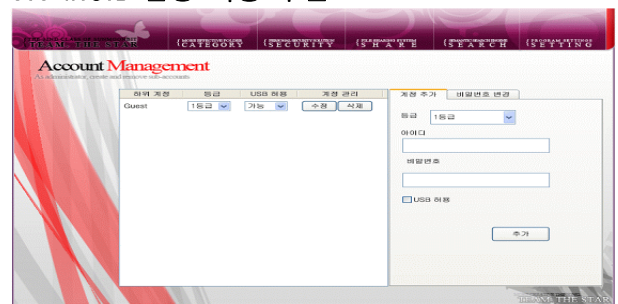 TEAM THE STAR
CATEGORY
SECURITY
SHARE
SEARCH
SETTING
Account Management
As administrator, create and remove sub-accounts
하위 계정 등급 USB 허용 계정 관리
Guest 1등급 가능 수정 삭제
계정 추가 비밀번호 변경
등급 1등급
아이디
비밀번호
USB 허용
추가
TEAM THE STAR